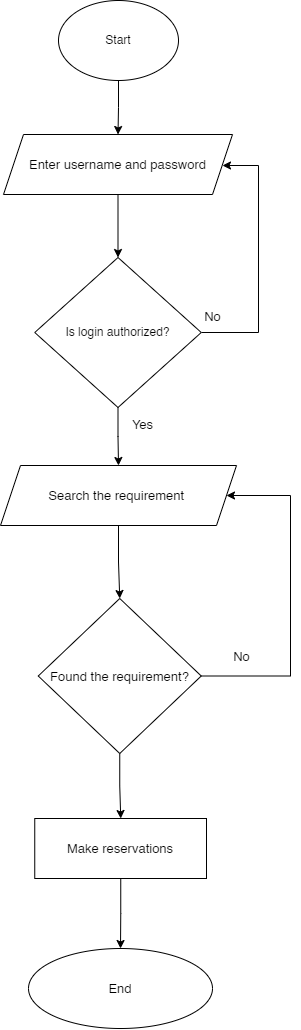 Start
Enter username and password
Is login authorized?
No
Yes
Search the requirement
No
Found the requirement?
Make reservations
End